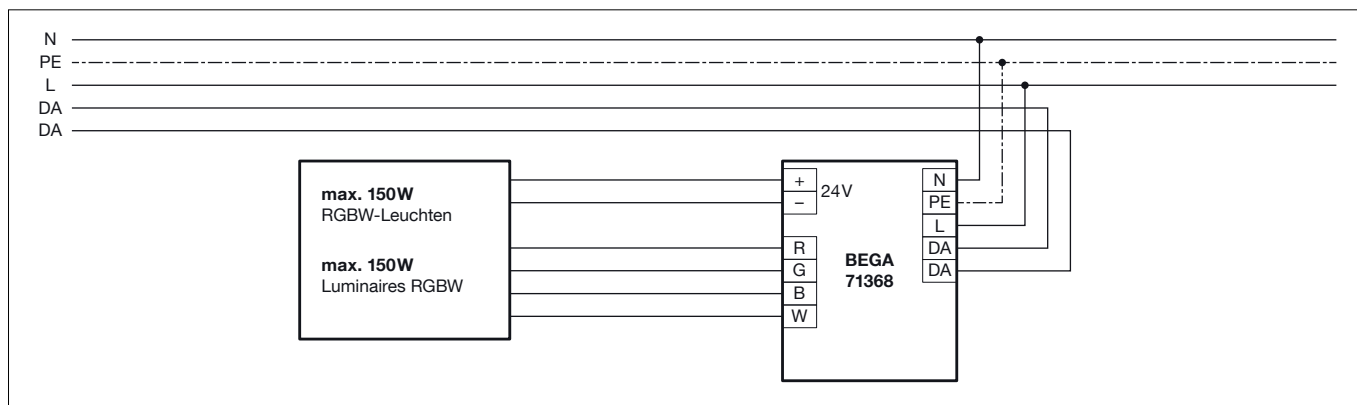 N
PE
L
DA
DA
max. 150W
RGBW-Leuchten
max. 150W
Luminaires RGBW
+
24V
–
R
G
B
W
BEGA
71368
N
PE
L
DA
DA